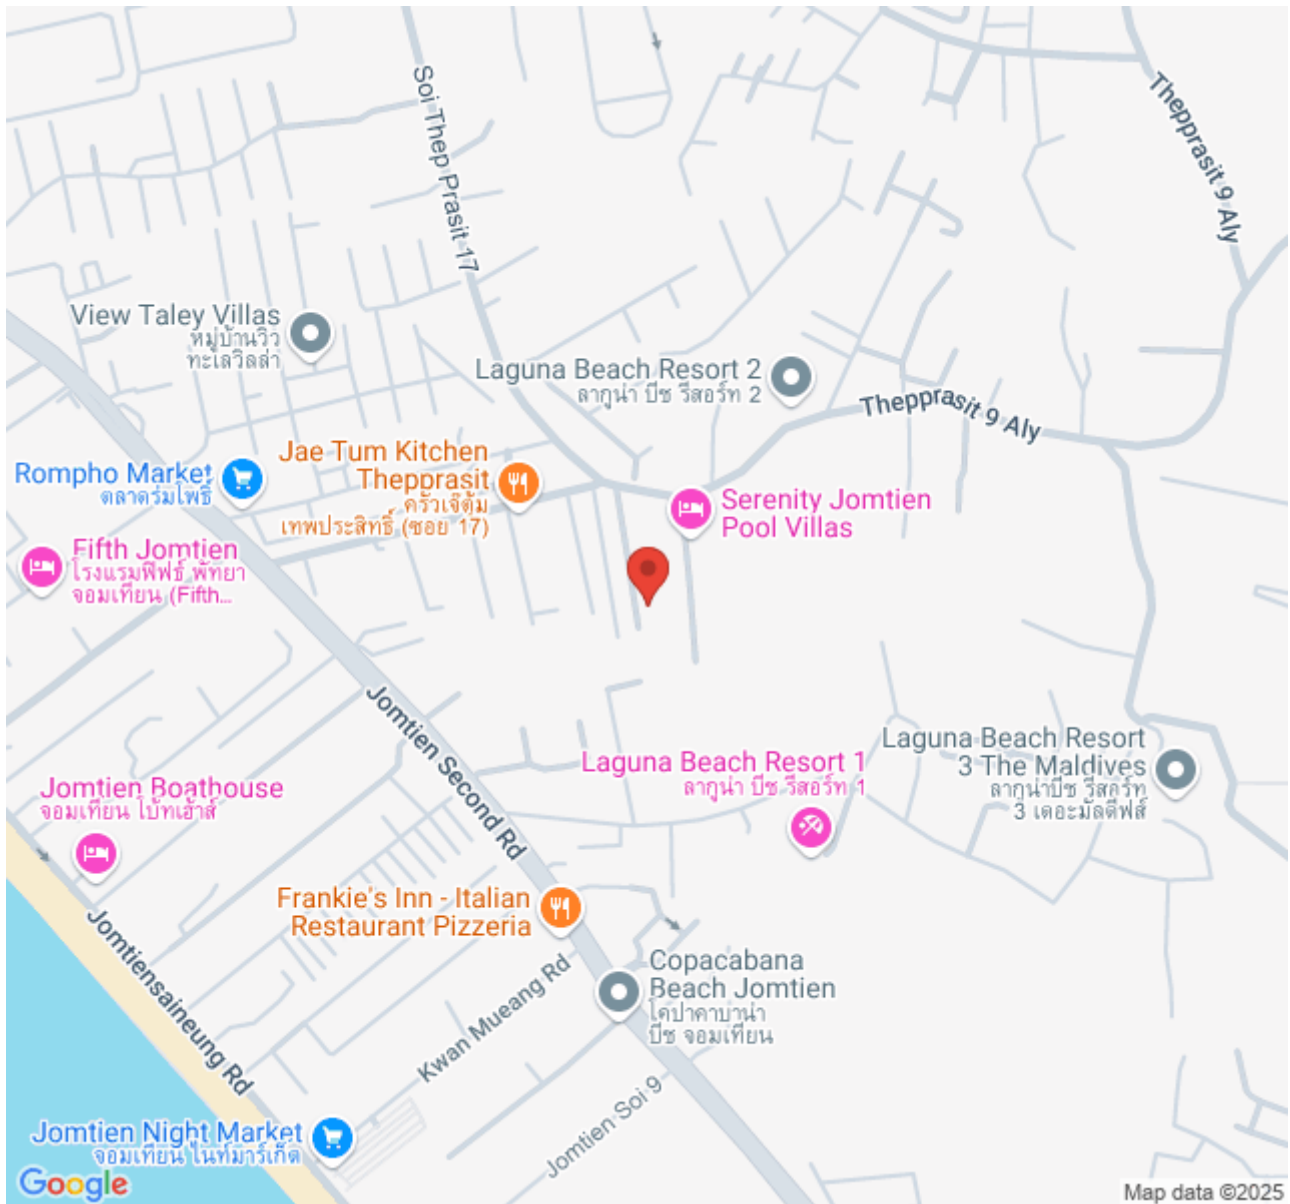 Thepprasit 9 Aly
Soi Thep Prasit 17
View Taley Villas
หมู่บ้านวิว
ทะเลวิลล่า
Laguna Beach Resort 2
ลากูน่า บีช รีสอร์ท 2
Thepprasit 9 Aly
Jae Tum Kitchen
Thepprasit
ครัวเจ๊ตุ้ม
เทพประสิทธิ์ (ซอย 17)
Rompho Market
ตลาดร่มโพธิ์
Serenity Jomtien
Pool Villas
Fifth Jomtien
โรงแรมฟิฟธ์ พัทยา
จอมเทียน (Fifth...
Jomtien Second Rd
Laguna Beach Resort 1
ลากูน่า บีช รีสอร์ท 1
Laguna Beach Resort
3 The Maldives
ลากูน่าบีช รีสอร์ท
3 เดอะมัลดีฟส์
Jomtien Boathouse
จอมเทียน โบ้ทเฮ้าส์
Frankie's Inn - Italian
Restaurant Pizzeria
Jomtiensaineung Rd
Copacabana
Beach Jomtien
โคปาคาบาน่า
บีช จอมเทียน
Kwan Mueang Rd
Jomtien Soi 9
Jomtien Night Market
จอมเทียน ไนท์มาร์เก็ต
Google
Map data ©2025